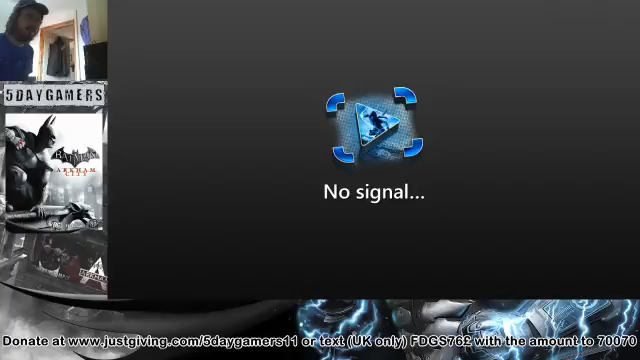 5DAYGAMERS
BATMAN
ARKHAM
CITY
No signal...
Donate at www.justgiving.com/5daygamers11 or text (UK only) FDGS76£ with the amount to 70070